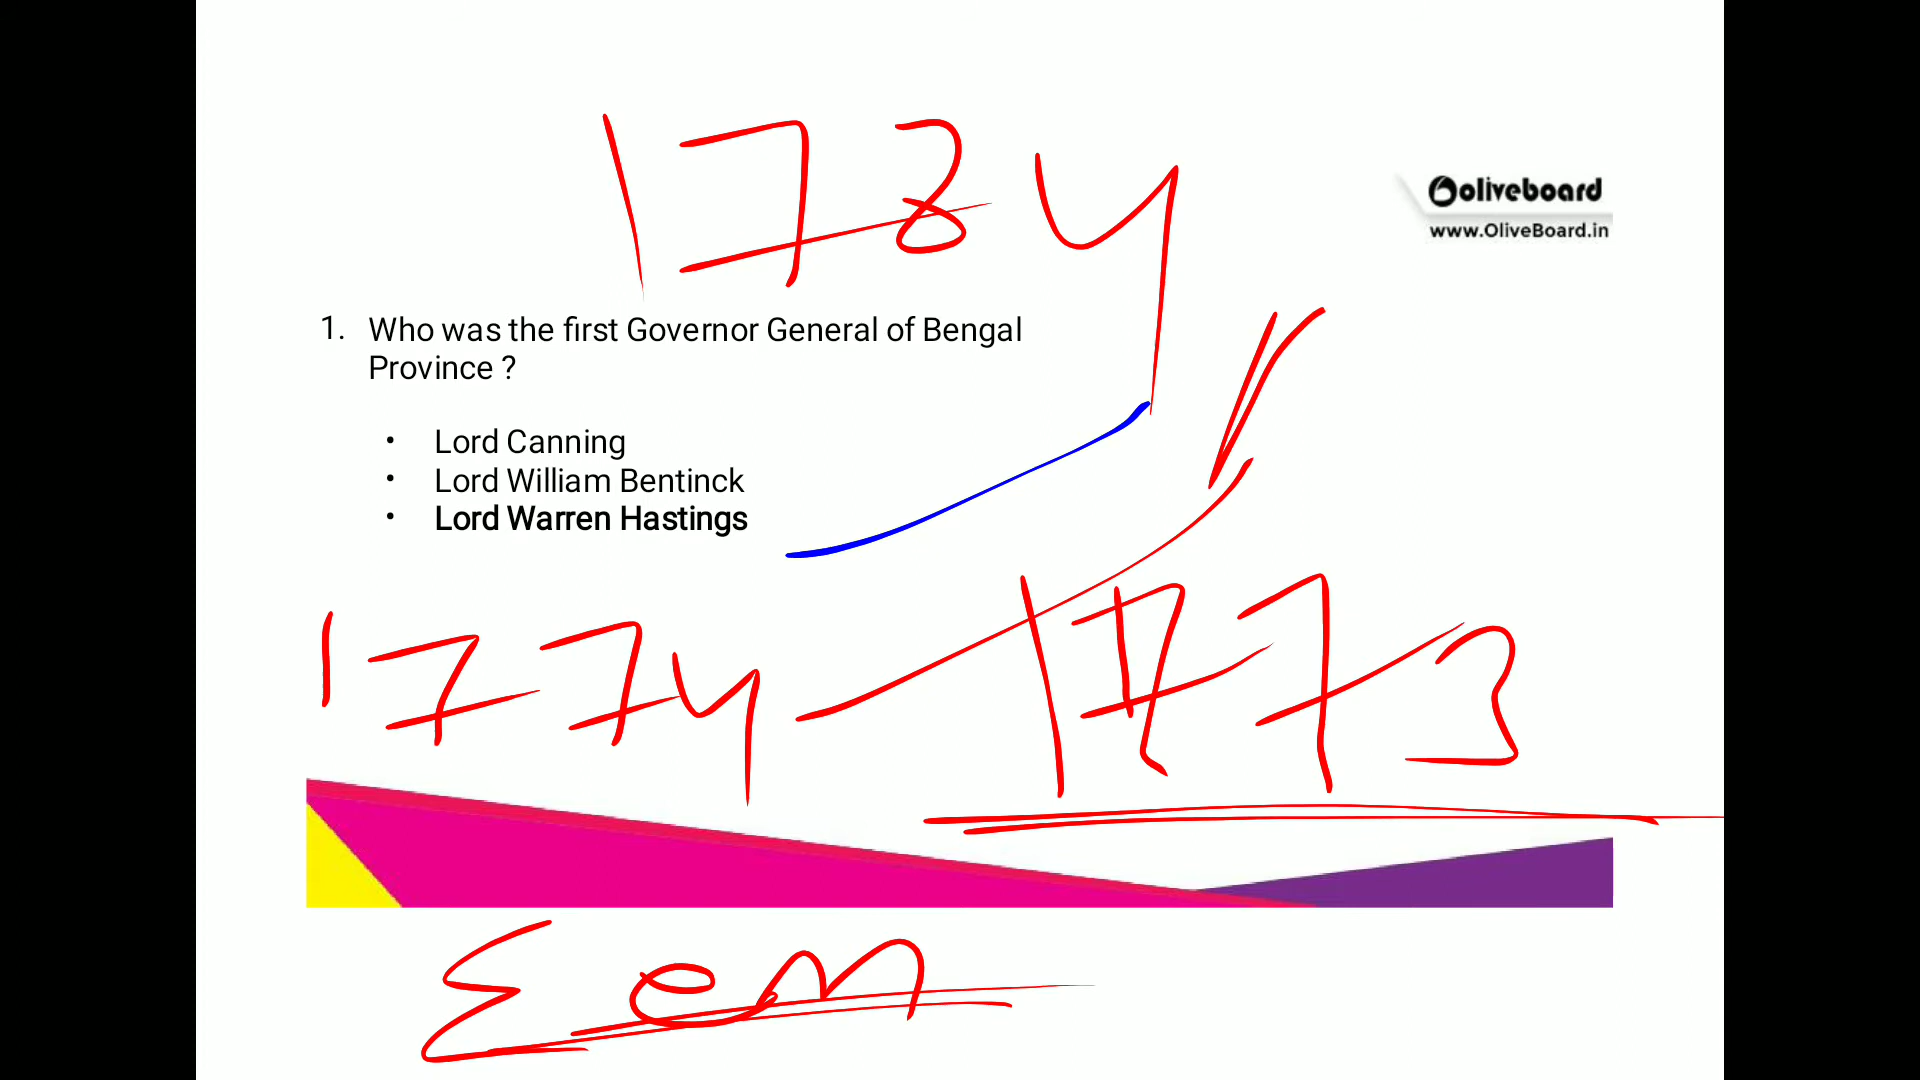 1784
oliveboard
www.OliveBoard.in
1. Who was the first Governor General of Bengal
Province ?
• Lord Canning
• Lord William Bentinck
• Lord Warren Hastings
1774 1773